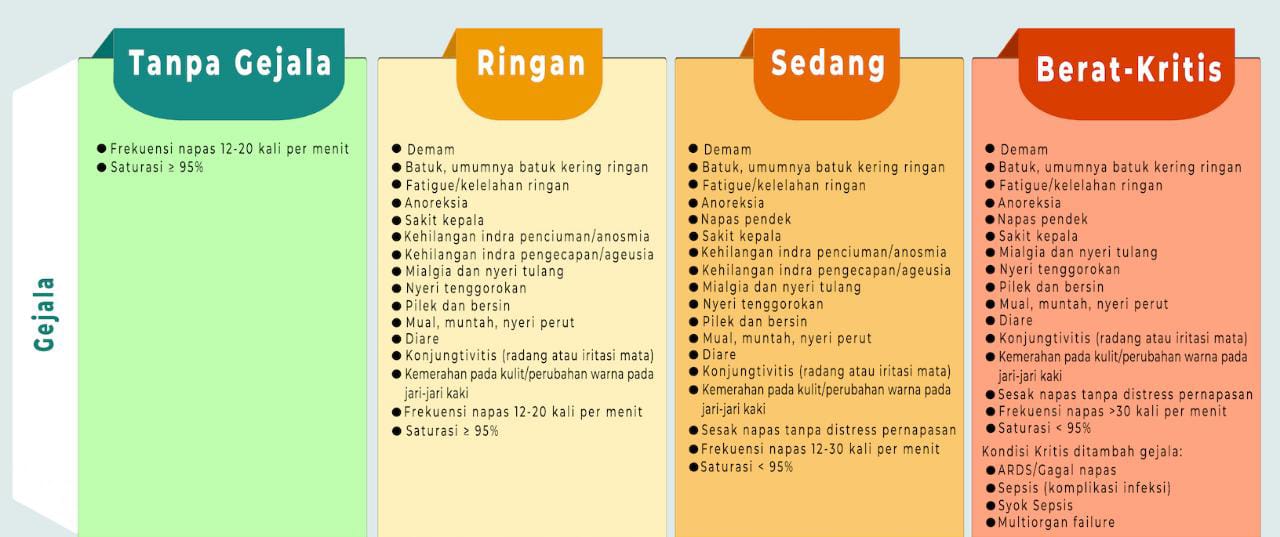 Gejala
Tanpa Gejala
● Frekuensi napas 12-20 kali per menit
● Saturasi ≥ 95%
Ringan
● Demam
● Batuk, umumnya batuk kering ringan
● Fatigue/kelelahan ringan
● Anoreksia
● Sakit kepala
● Kehilangan indra penciuman/anosmia
● Kehilangan indra pengecapan/ageusia
● Mialgia dan nyeri tulang
● Nyeri tenggorokan
● Pilek dan bersin
● Mual, muntah, nyeri perut
● Diare
● Konjungtivitis (radang atau iritasi mata)
● Kemerahan pada kulit/perubahan warna pada
jari-jari kaki
● Frekuensi napas 12-20 kali per menit
● Saturasi ≥ 95%
Sedang
● Demam
● Batuk, umumnya batuk kering ringan
● Fatigue/kelelahan ringan
● Anoreksia
● Napas pendek
● Sakit kepala
● Kehilangan indra penciuman/anosmia
● Kehilangan indra pengecapan/ageusia
● Mialgia dan nyeri tulang
● Nyeri tenggorokan
● Pilek dan bersin
● Mual, muntah, nyeri perut
● Diare
● Konjungtivitis (radang atau iritasi mata)
● Kemerahan pada kulit/perubahan warna pada
jari-jari kaki
● Sesak napas tanpa distress pernapasan
● Frekuensi napas 12-30 kali per menit
● Saturasi < 95%
Berat-Kritis
● Demam
● Batuk, umumnya batuk kering ringan
● Fatigue/kelelahan ringan
● Anoreksia
● Napas pendek
● Sakit kepala
● Mialgia dan nyeri tulang
● Nyeri tenggorokan
● Pilek dan bersin
● Mual, muntah, nyeri perut
● Diare
● Konjungtivitis (radang atau iritasi mata)
● Kemerahan pada kulit/perubahan warna pada
jari-jari kaki
● Sesak napas tanpa distress pernapasan
● Frekuensi napas >30 kali per menit
● Saturasi < 95%
Kondisi Kritis ditambah gejala:
● ARDS/Gagal napas
● Sepsis (komplikasi infeksi)
● Syok Sepsis
● Multiorgan failure